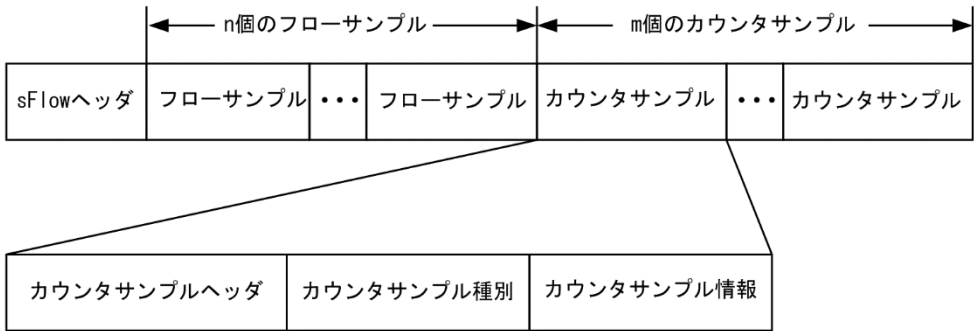 n個のフローサンプル
m個のカウンタサンプル
sFlowヘッダ
フローサンプル
・・・
フローサンプル
カウンタサンプル
・・・
カウンタサンプル
カウンタサンプルヘッダ
カウンタサンプル種別
カウンタサンプル情報